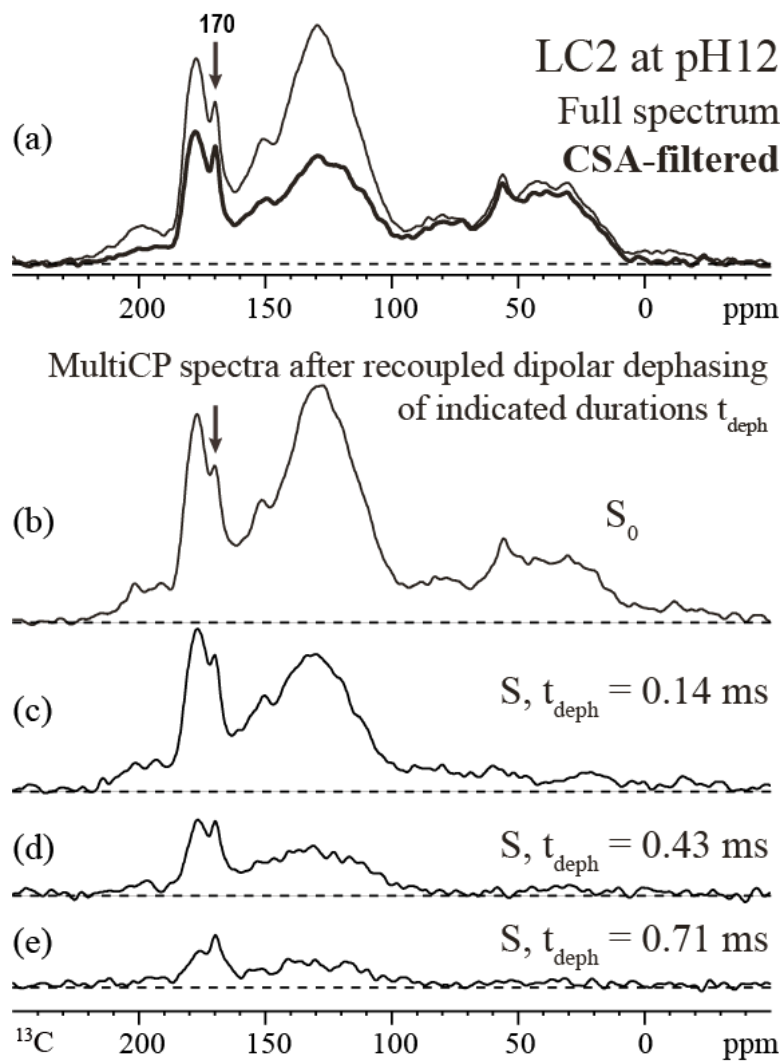 170
LC2 at pH12
Full spectrum
CSA-filtered
(a)
200 150 100 50 0 ppm
MultiCP spectra after recoupled dipolar dephasing
of indicated durations t_deph
(b)
S₀
(c)
S, t_deph = 0.14 ms
(d)
S, t_deph = 0.43 ms
(e)
S, t_deph = 0.71 ms
¹³C 200 150 100 50 0 ppm